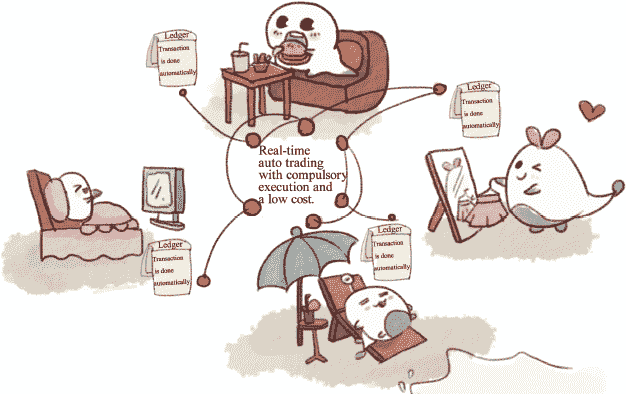 Ledger
Transaction
is done
automatically
Ledger
Transaction
is done
automatically
Real-time
auto trading
with compulsory
execution and
a low cost.
Ledger
Transaction
is done
automatically
Ledger
Transaction
is done
automatically